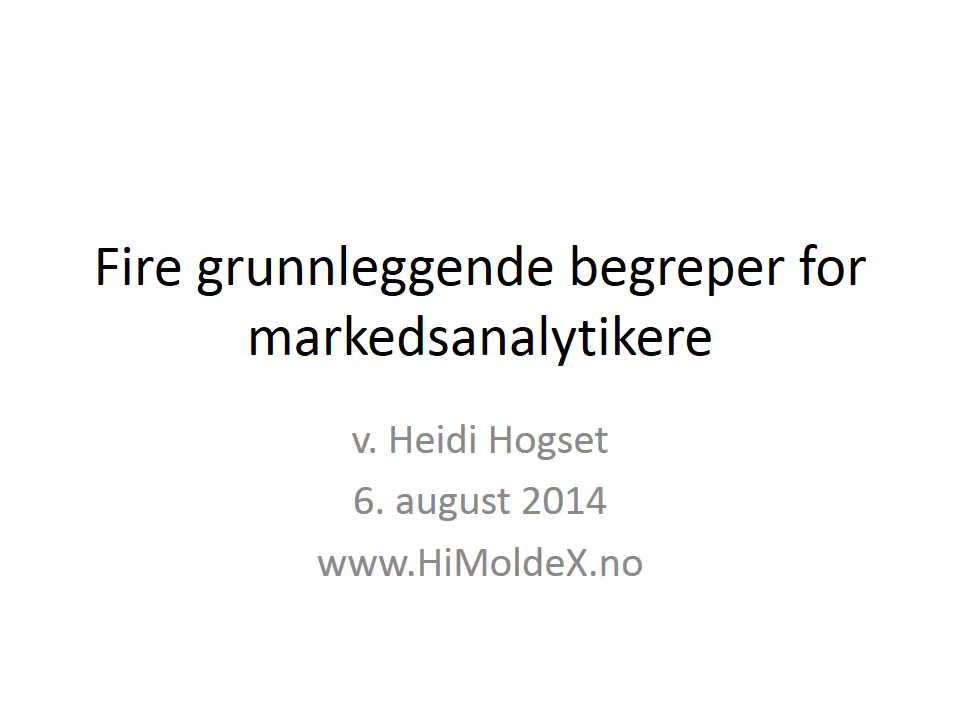 Fire grunnleggende begreper for
markedsanalytikere
v. Heidi Hogset
6. august 2014
www.HiMoldeX.no